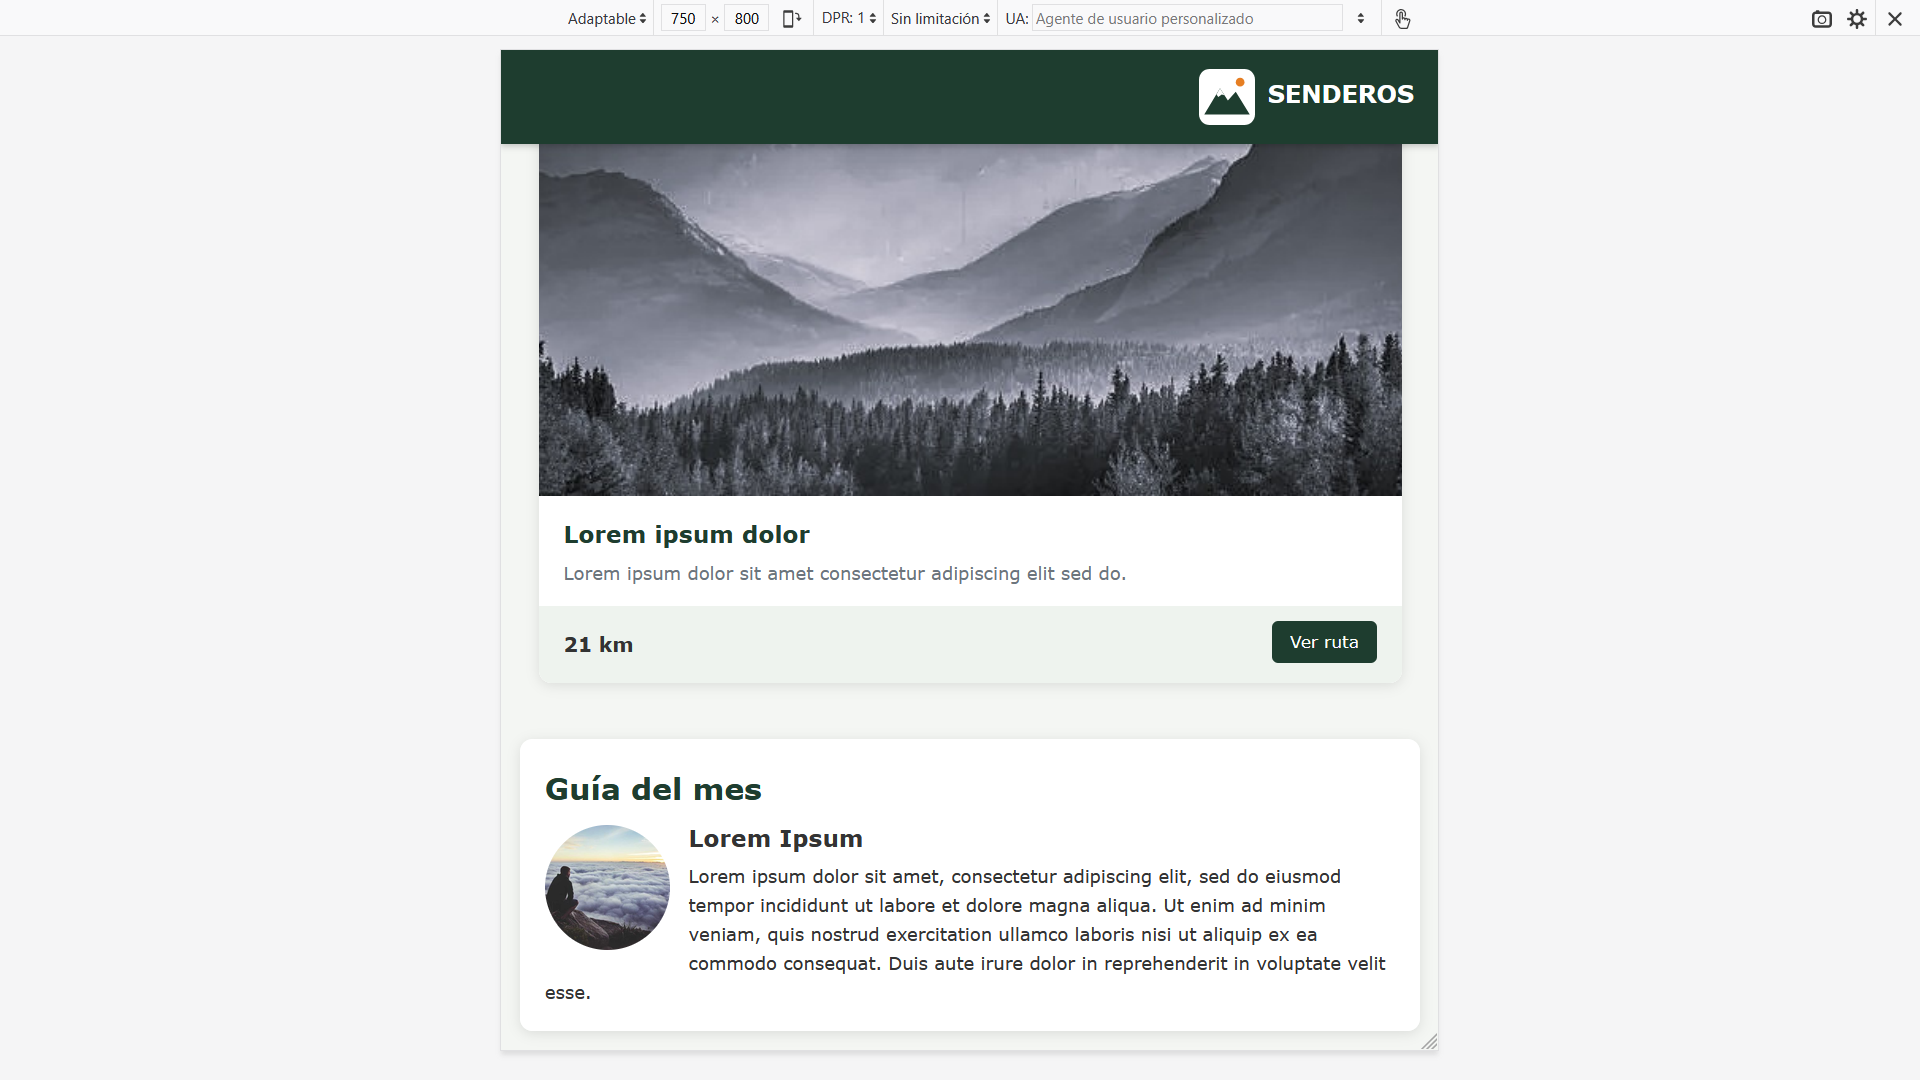 Adaptable 750 × 800 DPR: 1 Sin limitación UA: Agente de usuario personalizado
SENDEROS
Lorem ipsum dolor
Lorem ipsum dolor sit amet consectetur adipiscing elit sed do.
21 km Ver ruta
Guía del mes
Lorem Ipsum
Lorem ipsum dolor sit amet, consectetur adipiscing elit, sed do eiusmod
tempor incididunt ut labore et dolore magna aliqua. Ut enim ad minim
veniam, quis nostrud exercitation ullamco laboris nisi ut aliquip ex ea
commodo consequat. Duis aute irure dolor in reprehenderit in voluptate velit
esse.